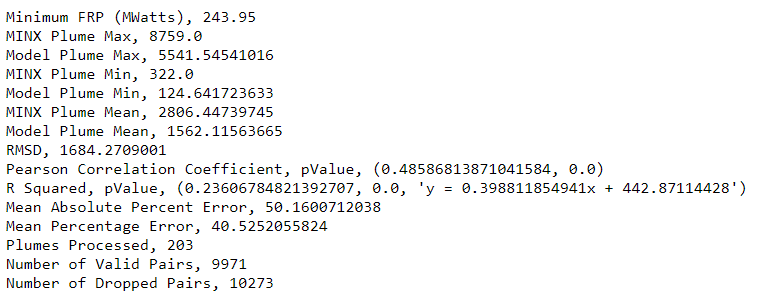 Minimum FRP (MWatts), 243.95
MINX Plume Max, 8759.0
Model Plume Max, 5541.54541016
MINX Plume Min, 322.0
Model Plume Min, 124.641723633
MINX Plume Mean, 2806.44739745
Model Plume Mean, 1562.11563665
RMSD, 1684.2709001
Pearson Correlation Coefficient, pValue, (0.48586813871041584, 0.0)
R Squared, pValue, (0.23606784821392707, 0.0, 'y = 0.398811854941x + 442.87114428')
Mean Absolute Percent Error, 50.1600712038
Mean Percentage Error, 40.5252055824
Plumes Processed, 203
Number of Valid Pairs, 9971
Number of Dropped Pairs, 10273